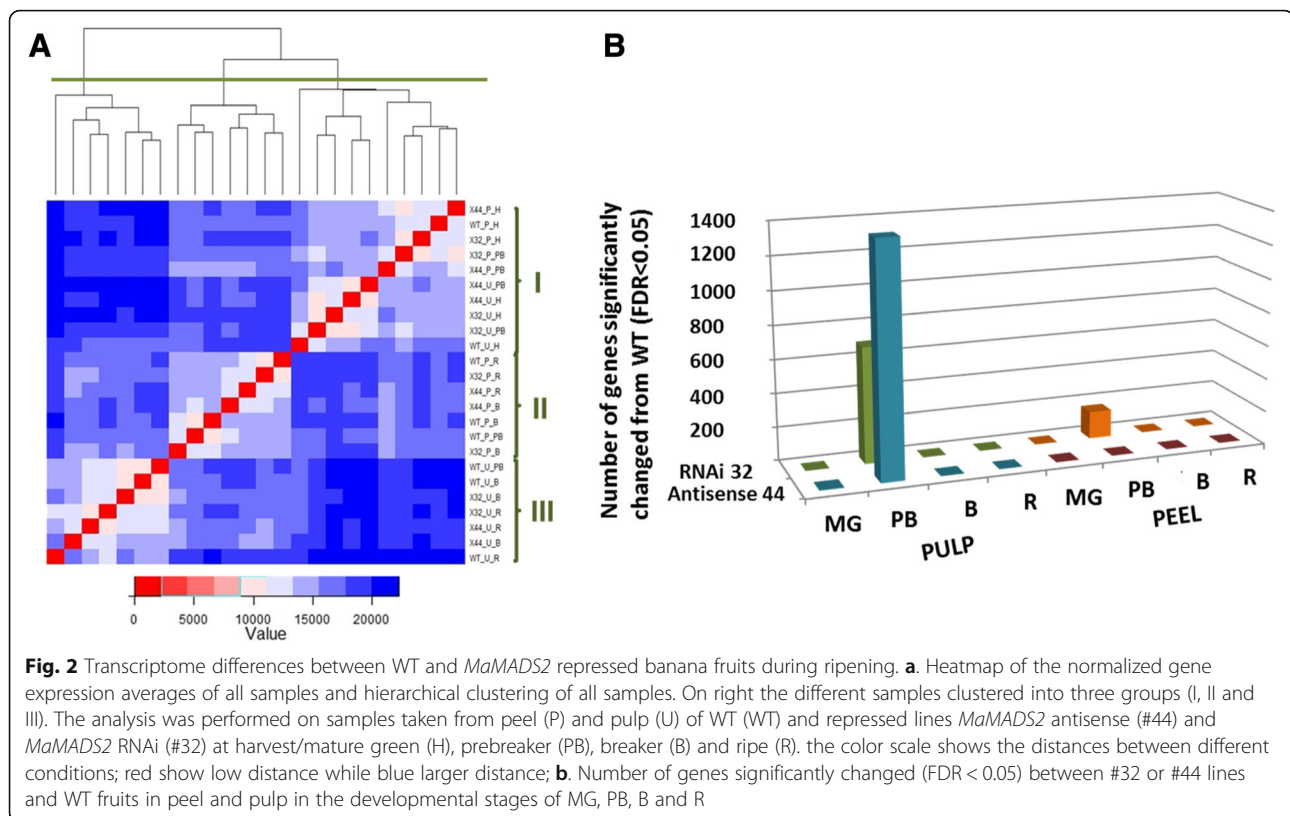 A
X44_P_H
WT_P_H
X32_P_H
X32_P_PB
X44_P_PB
X44_U_PB
X44_U_H
X32_U_H
X32_U_PB
WT_U_H
WT_P_R
X32_P_R
X44_P_R
X44_P_B
WT_P_B
WT_P_PB
X32_P_B
WT_U_PB
WT_U_B
X32_U_B
X32_U_R
X44_U_R
X44_U_B
WT_U_R
I
II
III
0 5000 10000 15000 20000
Value
B
Number of genes significantly
changed from WT (FDR<0.05)
1400
1200
1000
800
600
400
200
RNAi 32
Antisense 44
MG PB B R MG PB B R
PULP PEEL
Fig. 2 Transcriptome differences between WT and MaMADS2 repressed banana fruits during ripening. a. Heatmap of the normalized gene
expression averages of all samples and hierarchical clustering of all samples. On right the different samples clustered into three groups (I, II and
III). The analysis was performed on samples taken from peel (P) and pulp (U) of WT (WT) and repressed lines MaMADS2 antisense (#44) and
MaMADS2 RNAi (#32) at harvest/mature green (H), prebreaker (PB), breaker (B) and ripe (R). the color scale shows the distances between different
conditions; red show low distance while blue larger distance; b. Number of genes significantly changed (FDR < 0.05) between #32 or #44 lines
and WT fruits in peel and pulp in the developmental stages of MG, PB, B and R